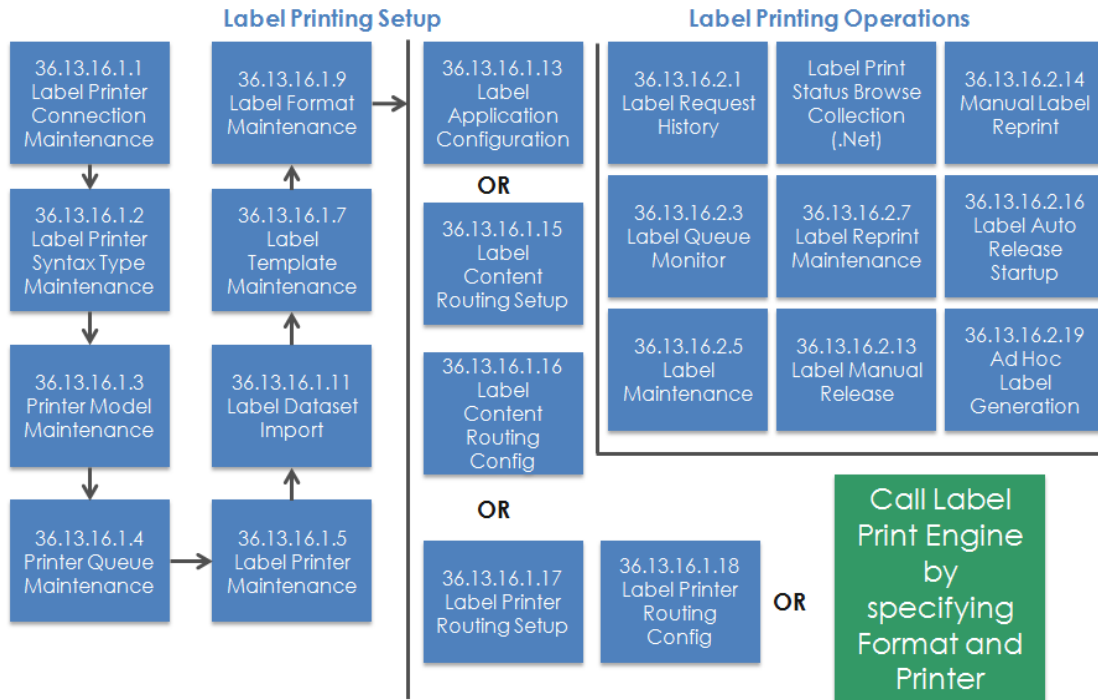 Label Printing Setup
36.13.16.1.1
Label Printer
Connection
Maintenance
36.13.16.1.2
Label Printer
Syntax Type
Maintenance
36.13.16.1.3
Printer Model
Maintenance
36.13.16.1.4
Printer Queue
Maintenance
36.13.16.1.5
Label Printer
Maintenance
36.13.16.1.11
Label Dataset
Import
36.13.16.1.7
Label
Template
Maintenance
36.13.16.1.9
Label Format
Maintenance
36.13.16.1.13
Label
Application
Configuration
OR
36.13.16.1.15
Label
Content
Routing Setup
36.13.16.1.16
Label
Content
Routing
Config
OR
36.13.16.1.17
Label Printer
Routing Setup
36.13.16.1.18
Label Printer
Routing
Config
OR
Call Label
Print Engine
by
specifying
Format and
Printer
Label Printing Operations
36.13.16.2.1
Label Request
History
Label Print
Status Browse
Collection
(.Net)
36.13.16.2.14
Manual Label
Reprint
36.13.16.2.3
Label Queue
Monitor
36.13.16.2.7
Label Reprint
Maintenance
36.13.16.2.16
Label Auto
Release
Startup
36.13.16.2.5
Label
Maintenance
36.13.16.2.13
Label Manual
Release
36.13.16.2.19
Ad Hoc
Label
Generation